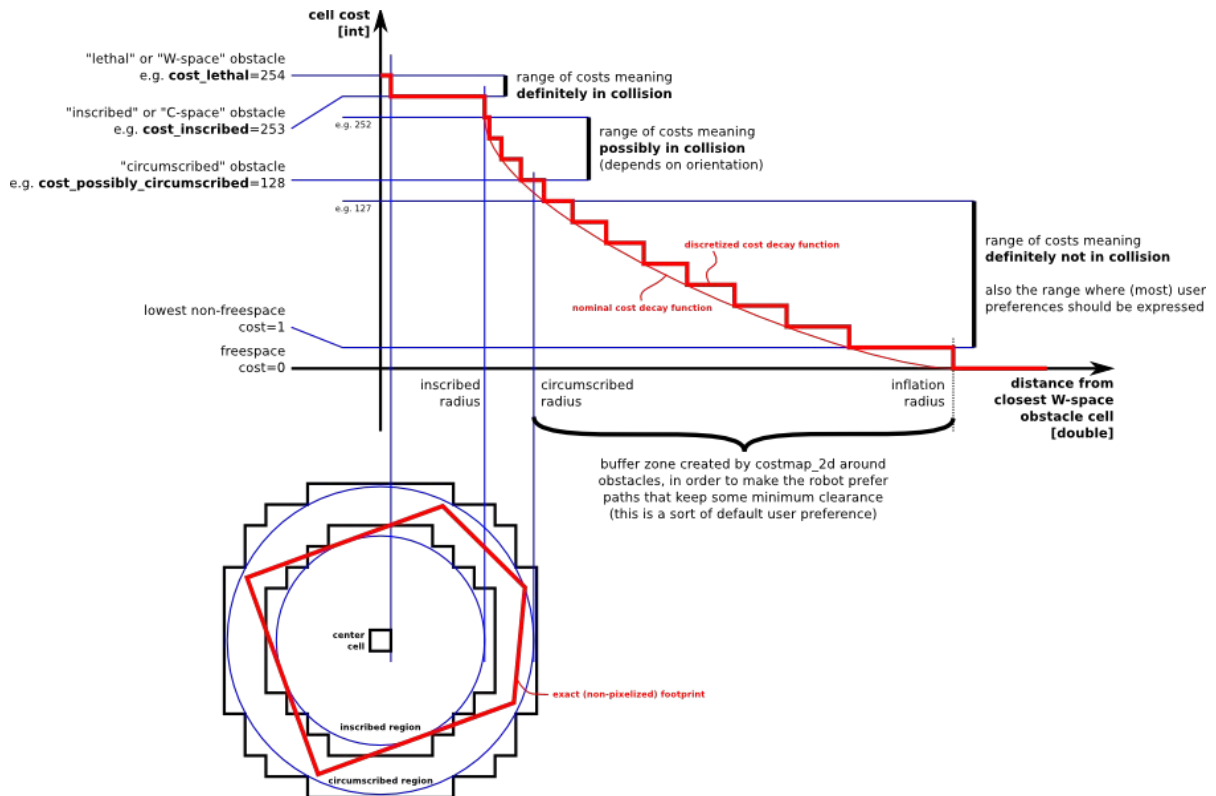 cell cost
[int]
"lethal" or "W-space" obstacle
e.g. cost_lethal=254
range of costs meaning
definitely in collision
"inscribed" or "C-space" obstacle
e.g. cost_inscribed=253
e.g. 252
range of costs meaning
possibly in collision
(depends on orientation)
"circumscribed" obstacle
e.g. cost_possibly_circumscribed=128
e.g. 127
discretized cost decay function
range of costs meaning
definitely not in collision
also the range where (most) user
preferences should be expressed
nominal cost decay function
lowest non-freespace
cost=1
freespace
cost=0
inscribed
radius
circumscribed
radius
inflation
radius
distance from
closest W-space
obstacle cell
[double]
buffer zone created by costmap_2d around
obstacles, in order to make the robot prefer
paths that keep some minimum clearance
(this is a sort of default user preference)
center
cell
exact (non-pixelized) footprint
inscribed region
circumscribed region